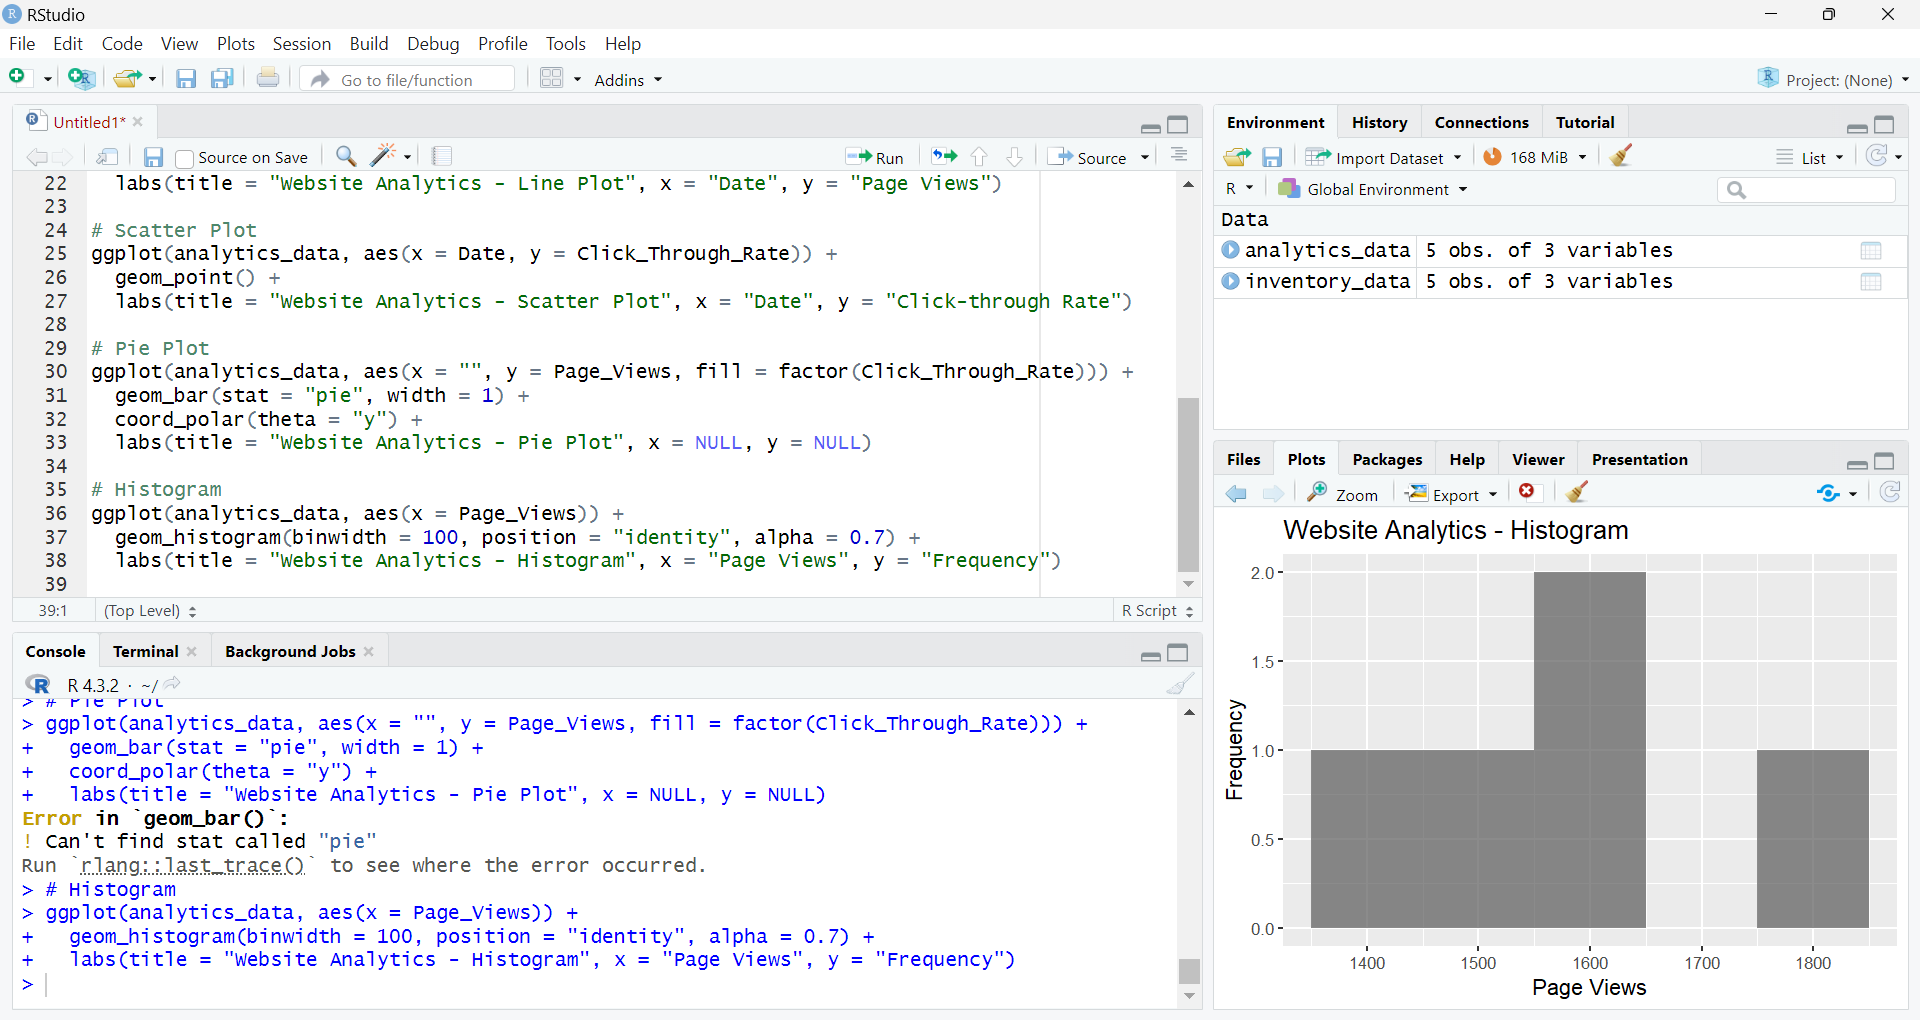 RStudio
File Edit Code View Plots Session Build Debug Profile Tools Help
Go to file/function
Addins
Project: (None)
Untitled1*
Source on Save
Run
Source
22 labs(title = "Website Analytics - Line Plot", x = "Date", y = "Page Views")
23
24 # Scatter Plot
25 ggplot(analytics_data, aes(x = Date, y = Click_Through_Rate)) +
26 geom_point() +
27 labs(title = "Website Analytics - Scatter Plot", x = "Date", y = "Click-through Rate")
28
29 # Pie Plot
30 ggplot(analytics_data, aes(x = "", y = Page_Views, fill = factor(Click_Through_Rate))) +
31 geom_bar(stat = "pie", width = 1) +
32 coord_polar(theta = "y") +
33 labs(title = "Website Analytics - Pie Plot", x = NULL, y = NULL)
34
35 # Histogram
36 ggplot(analytics_data, aes(x = Page_Views)) +
37 geom_histogram(binwidth = 100, position = "identity", alpha = 0.7) +
38 labs(title = "Website Analytics - Histogram", x = "Page Views", y = "Frequency")
39
39:1 (Top Level) R Script
Console Terminal Background Jobs
R 4.3.2 · ~/
> # Pie Plot
> ggplot(analytics_data, aes(x = "", y = Page_Views, fill = factor(Click_Through_Rate))) +
+ geom_bar(stat = "pie", width = 1) +
+ coord_polar(theta = "y") +
+ labs(title = "Website Analytics - Pie Plot", x = NULL, y = NULL)
Error in `geom_bar()`:
! Can't find stat called "pie"
Run `rlang::last_trace()` to see where the error occurred.
> # Histogram
> ggplot(analytics_data, aes(x = Page_Views)) +
+ geom_histogram(binwidth = 100, position = "identity", alpha = 0.7) +
+ labs(title = "Website Analytics - Histogram", x = "Page Views", y = "Frequency")
>
Environment History Connections Tutorial
Import Dataset 168 MiB List
R Global Environment
Data
analytics_data 5 obs. of 3 variables
inventory_data 5 obs. of 3 variables
Files Plots Packages Help Viewer Presentation
Zoom Export
Website Analytics - Histogram
2.0
1.5
1.0
0.5
0.0
Frequency
1400 1500 1600 1700 1800
Page Views